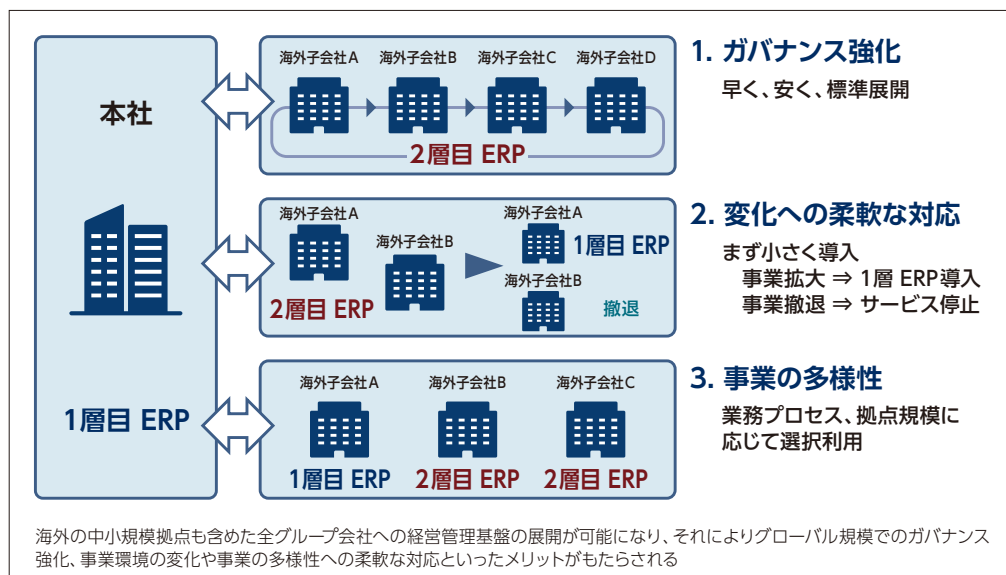 本社
1層目 ERP
海外子会社A
海外子会社B
海外子会社C
海外子会社D
2層目 ERP
1. ガバナンス強化
早く、安く、標準展開
海外子会社A
海外子会社B
2層目 ERP
海外子会社A
1層目 ERP
海外子会社B
撤退
2. 変化への柔軟な対応
まず小さく導入
事業拡大 ⇒ 1層 ERP導入
事業撤退 ⇒ サービス停止
海外子会社A
海外子会社B
海外子会社C
1層目 ERP
2層目 ERP
2層目 ERP
3. 事業の多様性
業務プロセス、拠点規模に
応じて選択利用
海外の中小規模拠点も含めた全グループ会社への経営管理基盤の展開が可能になり、それによりグローバル規模でのガバナンス
強化、事業環境の変化や事業の多様性への柔軟な対応といったメリットがもたらされる